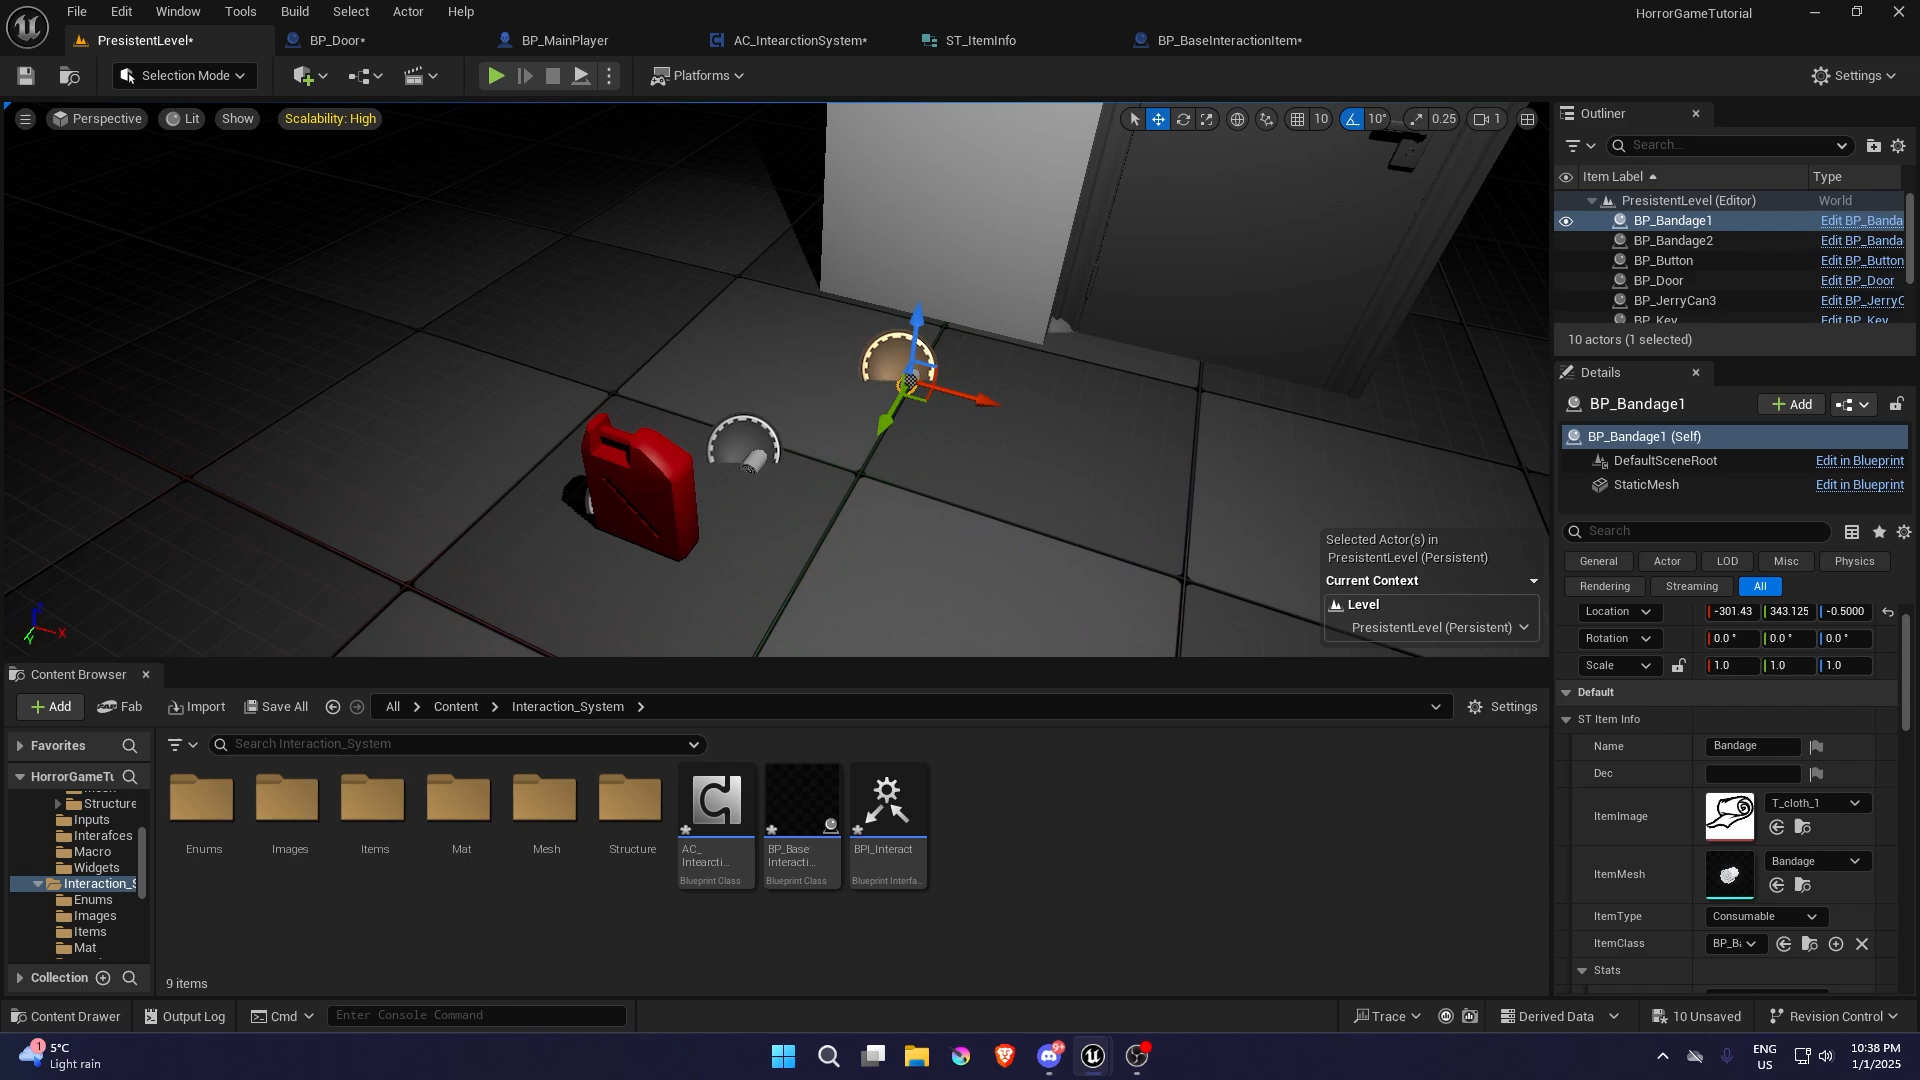 File Edit Window Tools Build Select Actor Help
HorrorGameTutorial
PresistentLevel*
BP_Door*
BP_MainPlayer
AC_IntearctionSystem*
ST_ItemInfo
BP_BaseInteractionItem*
Selection Mode
Platforms
Settings
Perspective
Lit
Show
Scalability: High
10
10°
0.25
1
Outliner
Search...
Item Label
Type
PresistentLevel (Editor)
World
BP_Bandage1
Edit BP_Banda
BP_Bandage2
Edit BP_Banda
BP_Button
Edit BP_Button
BP_Door
Edit BP_Door
BP_JerryCan3
Edit BP_JerryC
BP_Key
Edit BP_Key
10 actors (1 selected)
Details
BP_Bandage1
Add
BP_Bandage1 (Self)
DefaultSceneRoot
Edit in Blueprint
StaticMesh
Edit in Blueprint
Search
General
Actor
LOD
Misc
Physics
Rendering
Streaming
All
Location
-301.43
343.125
-0.5000
Rotation
0.0 °
0.0 °
0.0 °
Scale
1.0
1.0
1.0
Default
ST Item Info
Name
Bandage
Dec
ItemImage
T_cloth_1
ItemMesh
Bandage
ItemType
Consumable
ItemClass
BP_Ba
Stats
Selected Actor(s) in
PresistentLevel (Persistent)
Current Context
Level
PresistentLevel (Persistent)
X
Y
Content Browser
Add
Fab
Import
Save All
All
Content
Interaction_System
Settings
Favorites
Search Interaction_System
HorrorGameTu
Structure
Inputs
Interafces
Macro
Widgets
Interaction_S
Enums
Images
Items
Mat
Collection
Enums
Images
Items
Mat
Mesh
Structure
AC_
Intearcti...
Blueprint Class
BP_Base
Interacti...
Blueprint Class
BPI_Interact
Blueprint Interfa...
9 items
Content Drawer
Output Log
Cmd
Enter Console Command
Trace
Derived Data
10 Unsaved
Revision Control
1
5°C
Light rain
9+
ENG
US
10:38 PM
1/1/2025